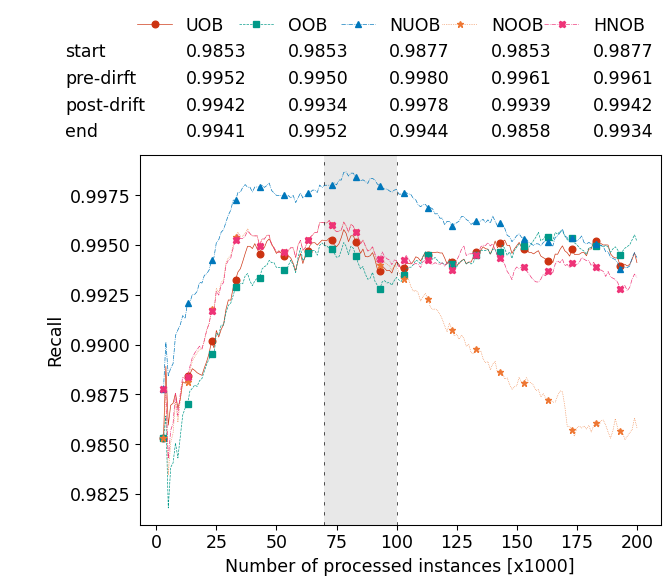 UOB OOB NUOB NOOB HNOB
start 0.9853 0.9853 0.9877 0.9853 0.9877
pre-dirft 0.9952 0.9950 0.9980 0.9961 0.9961
post-drift 0.9942 0.9934 0.9978 0.9939 0.9942
end 0.9941 0.9952 0.9944 0.9858 0.9934
0.9975
0.9950
0.9925
0.9900
0.9875
0.9850
0.9825
Recall
0 25 50 75 100 125 150 175 200
Number of processed instances [x1000]